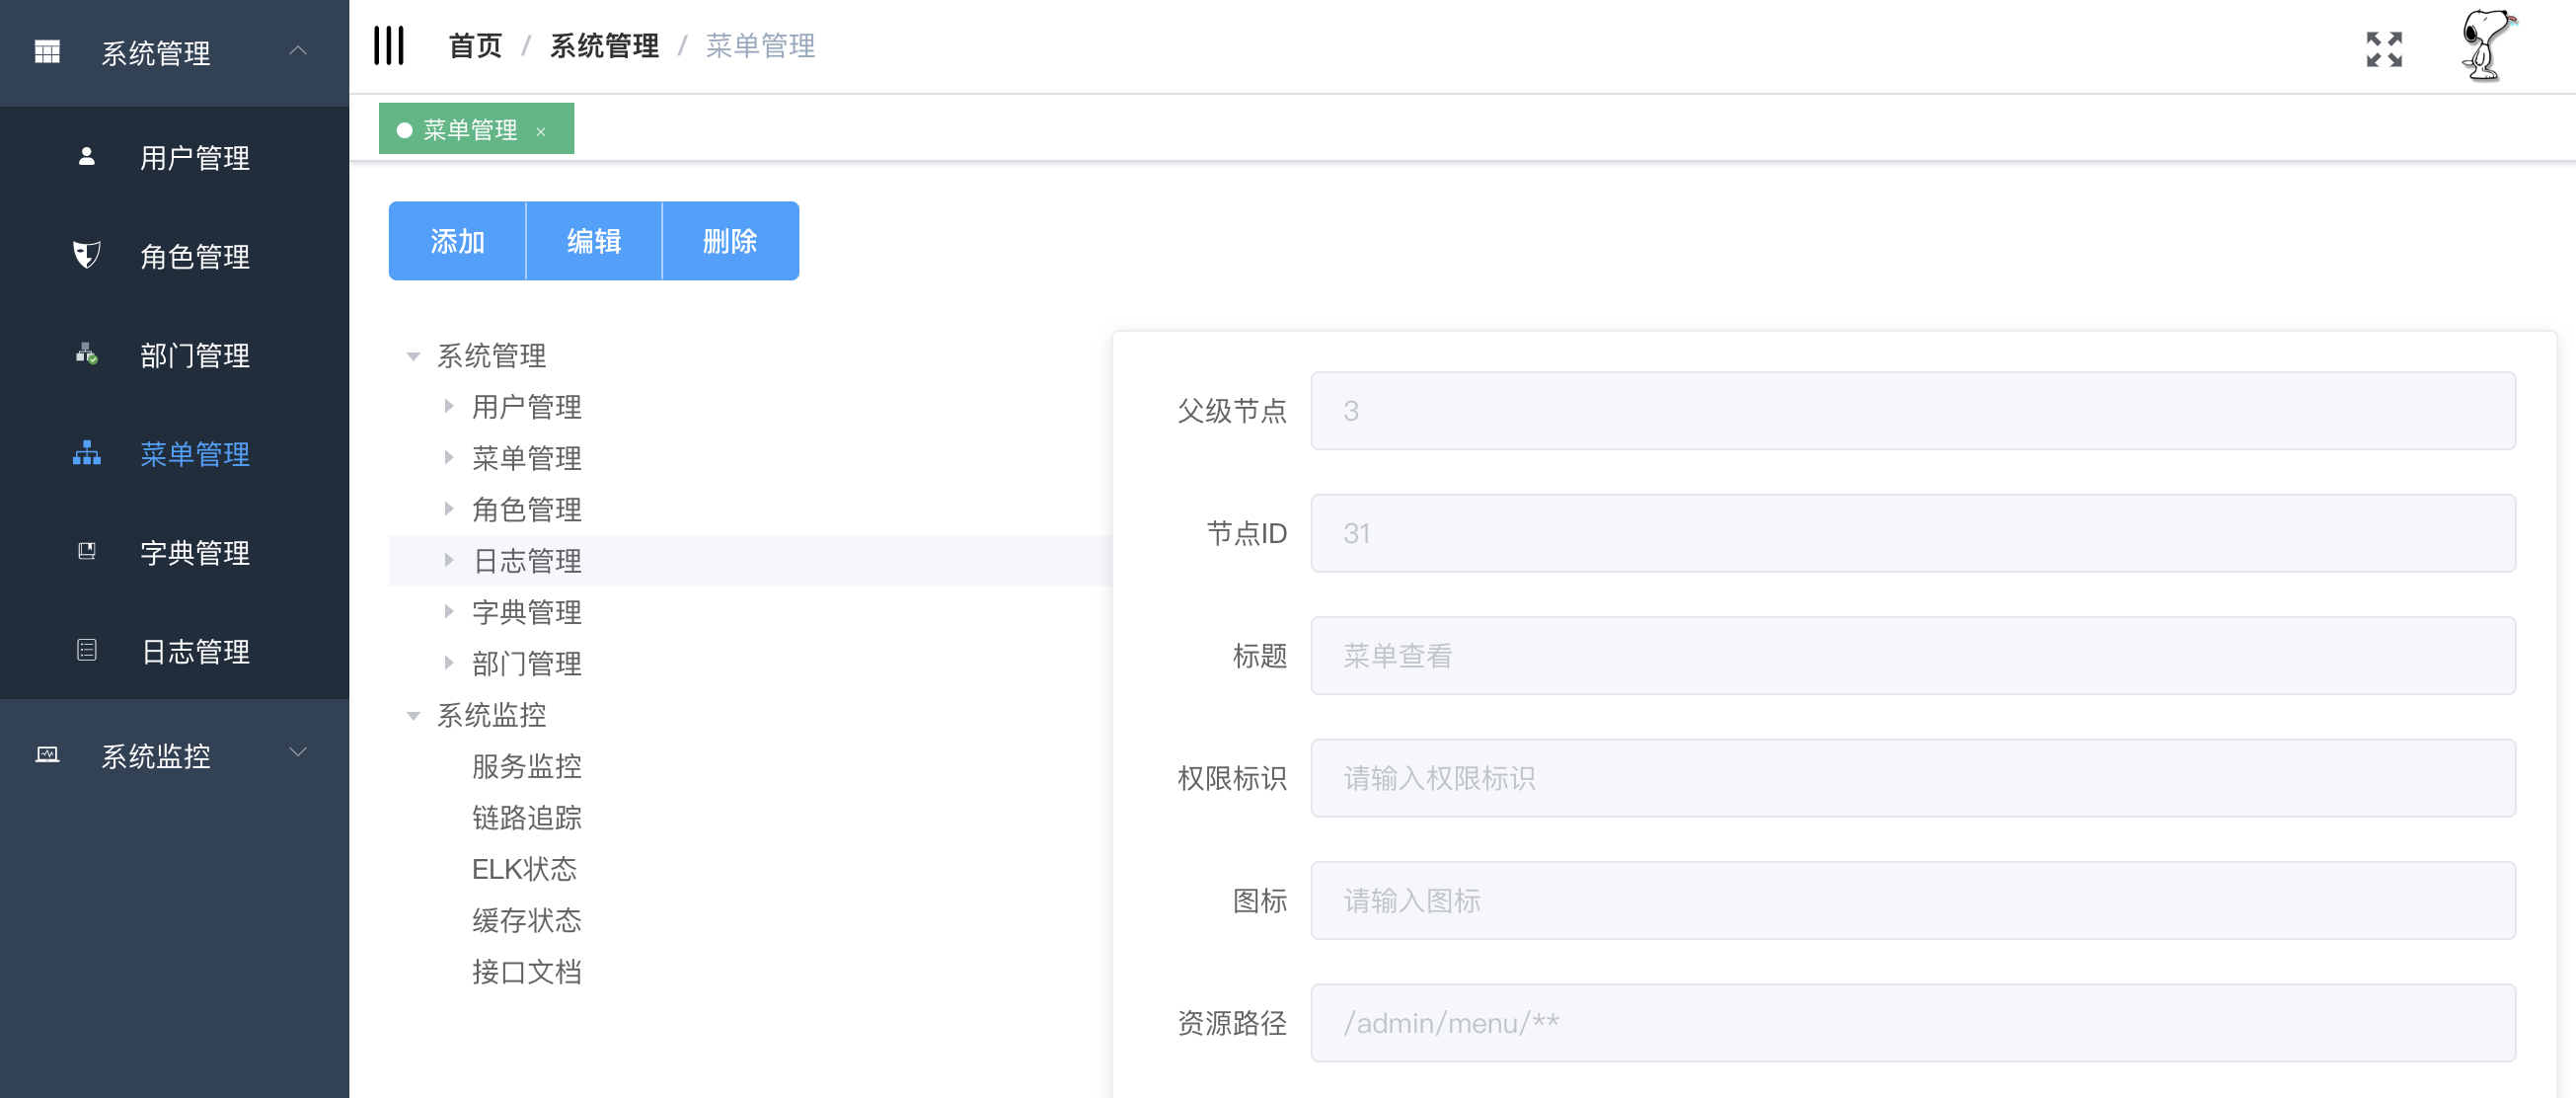 系统管理
用户管理
角色管理
部门管理
菜单管理
字典管理
日志管理
系统监控
首页 / 系统管理 / 菜单管理
菜单管理 ×
添加 编辑 删除
系统管理
用户管理
菜单管理
角色管理
日志管理
字典管理
部门管理
系统监控
服务监控
链路追踪
ELK状态
缓存状态
接口文档
父级节点 3
节点ID 31
标题 菜单查看
权限标识 请输入权限标识
图标 请输入图标
资源路径 /admin/menu/**